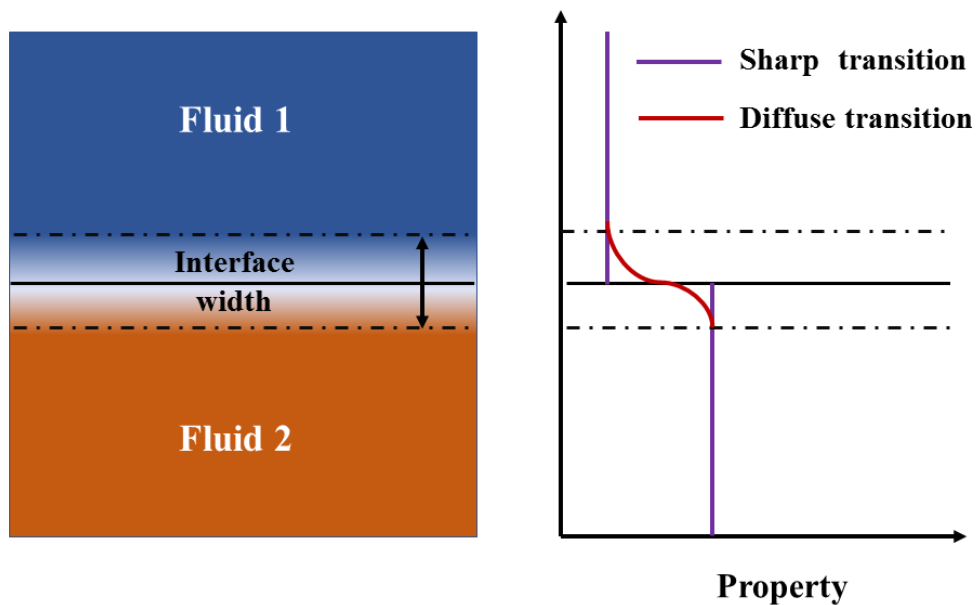 Fluid 1
Interface
width
Fluid 2
Sharp transition
Diffuse transition
Property